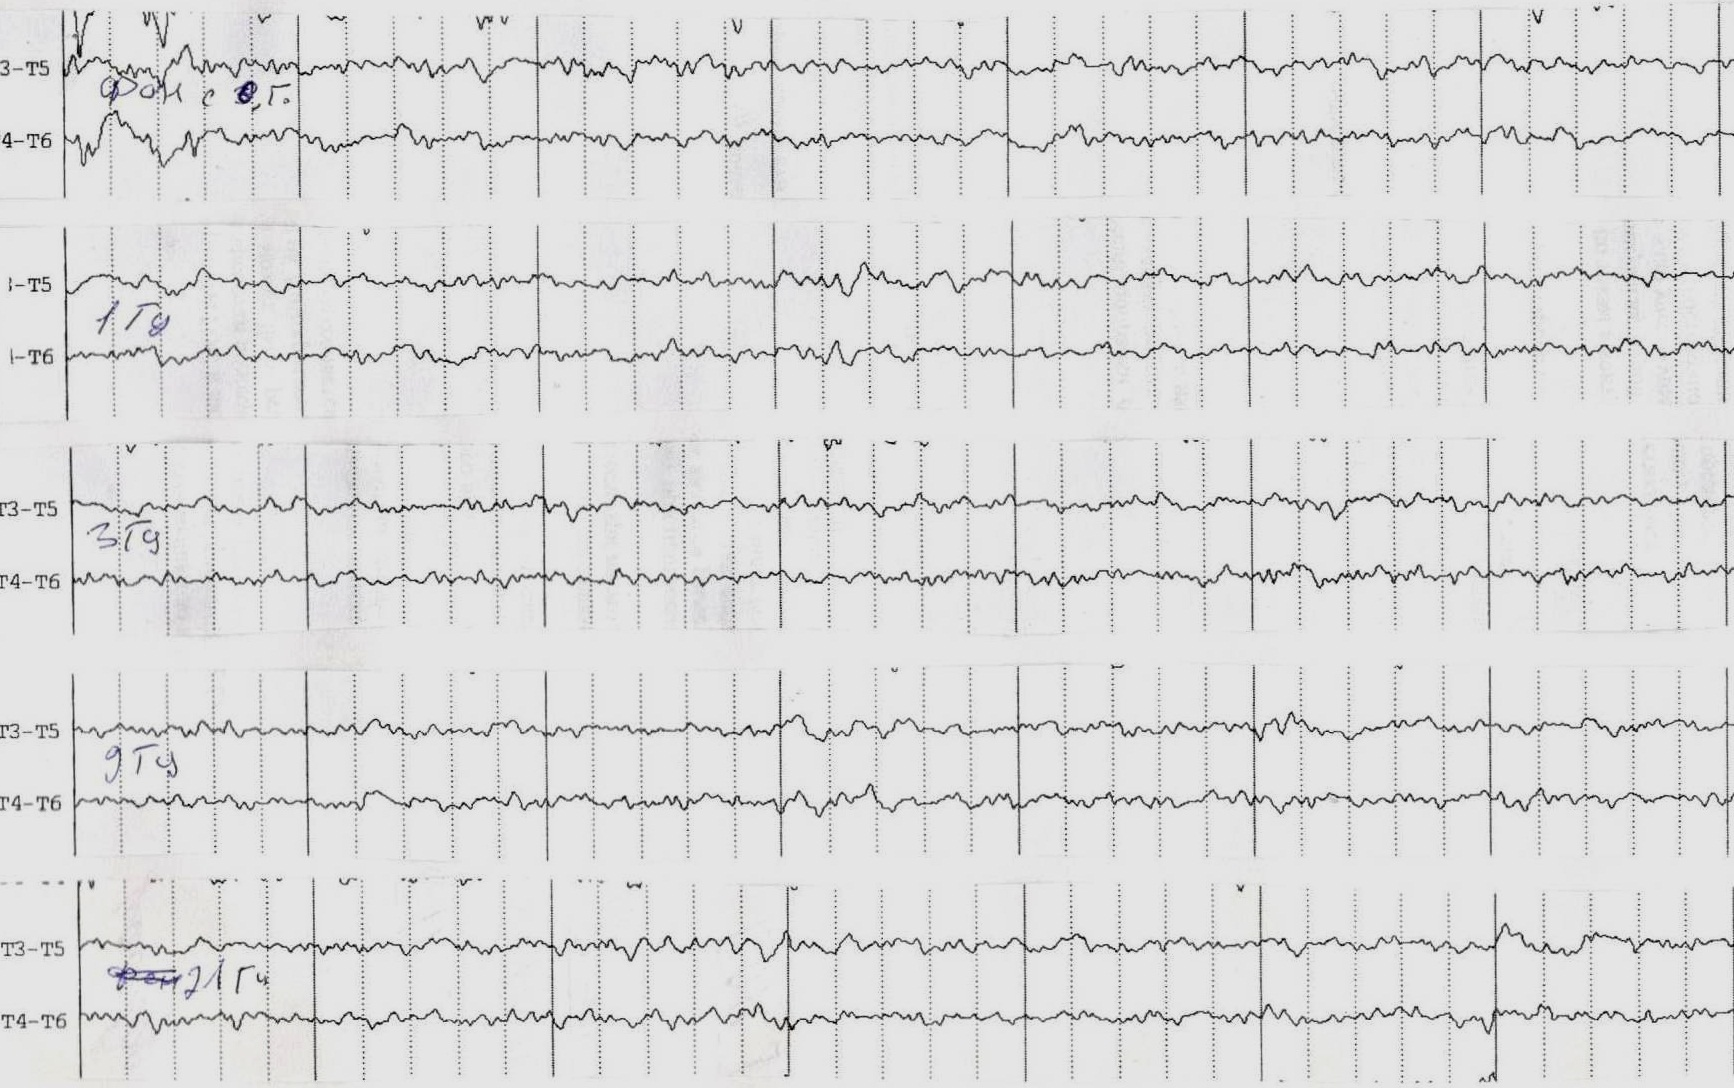 3-T5
Фон с О.Г.
4-T6
-T5
1 Гц
-T6
T3-T5
3 Гц
T4-T6
T3-T5
9 Гц
T4-T6
T3-T5
фон 21 Гц
T4-T6